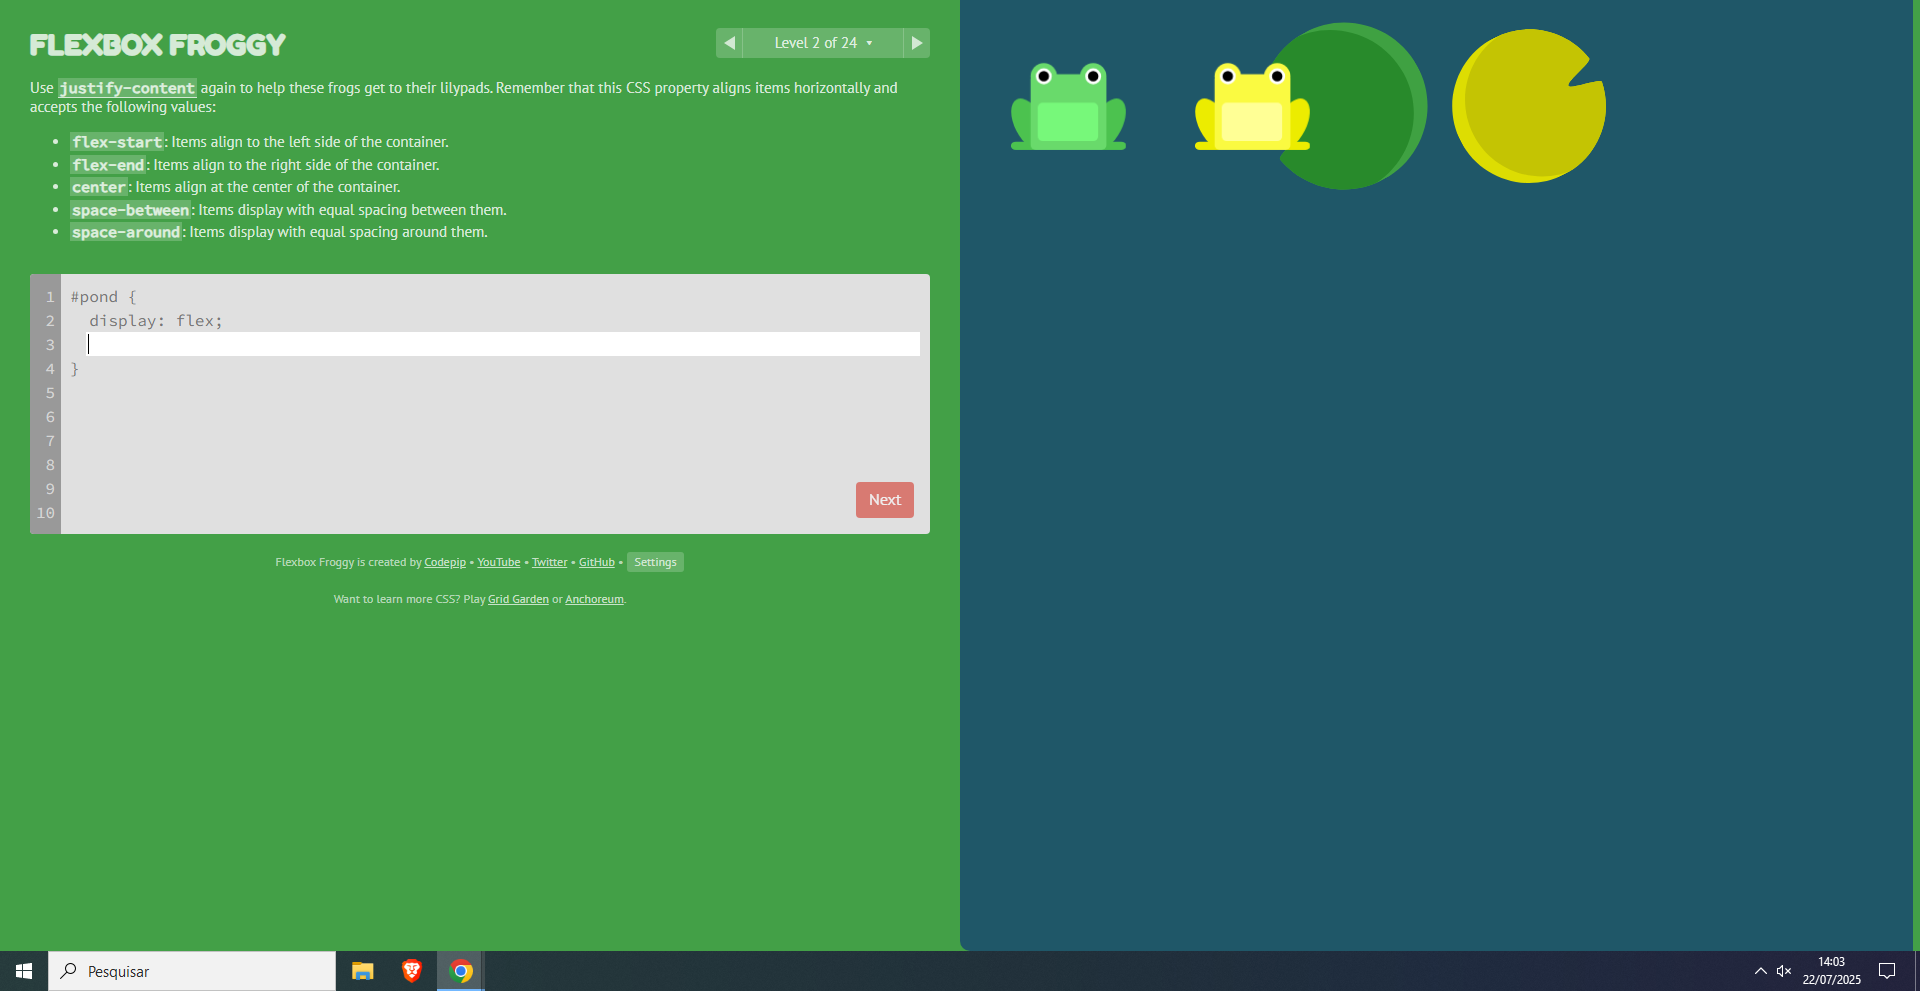 FLEXBOX FROGGY
Level 2 of 24
Use justify-content again to help these frogs get to their lilypads. Remember that this CSS property aligns items horizontally and
accepts the following values:
• flex-start: Items align to the left side of the container.
• flex-end: Items align to the right side of the container.
• center: Items align at the center of the container.
• space-between: Items display with equal spacing between them.
• space-around: Items display with equal spacing around them.
1 #pond {
2 display: flex;
3
4 }
5
6
7
8
9
10
Next
Flexbox Froggy is created by Codepip • YouTube • Twitter • GitHub • Settings
Want to learn more CSS? Play Grid Garden or Anchoreum.
Pesquisar
14:03
22/07/2025